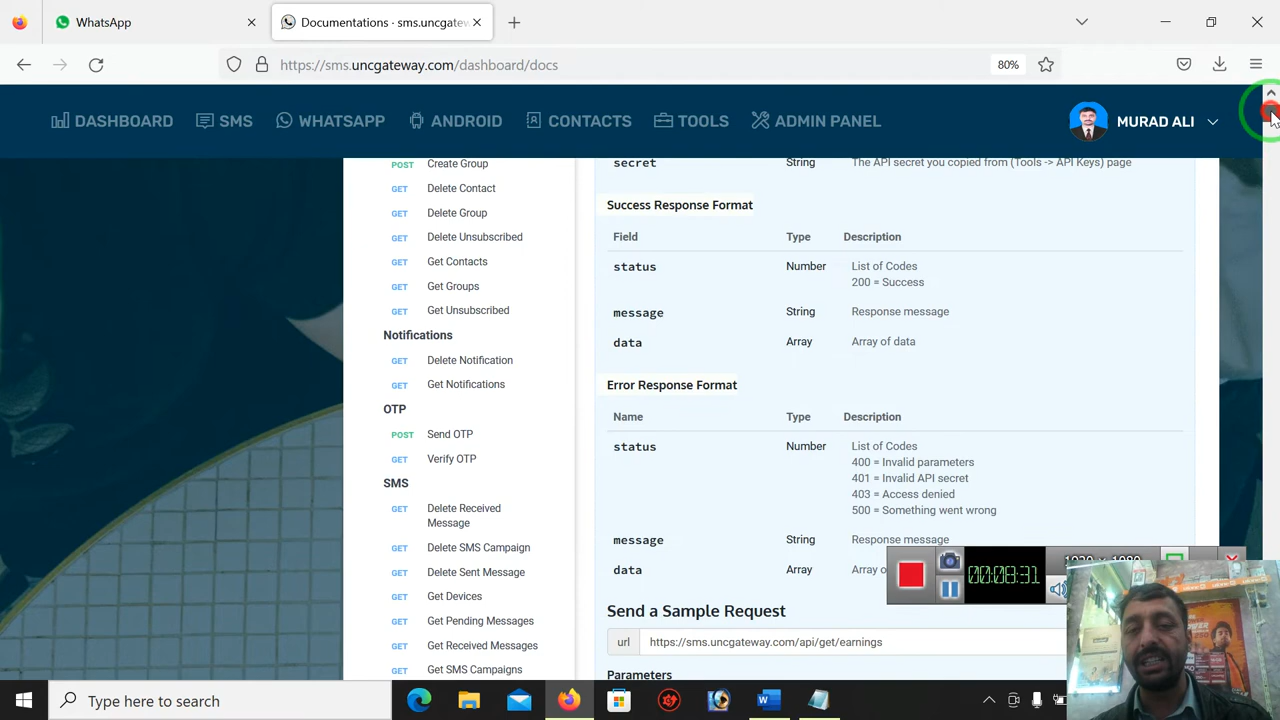 WhatsApp
Documentations · sms.uncgatew
https://sms.uncgateway.com/dashboard/docs
80%
DASHBOARD
SMS
WHATSAPP
ANDROID
CONTACTS
TOOLS
ADMIN PANEL
MURAD ALI
POST Create Group
GET Delete Contact
GET Delete Group
GET Delete Unsubscribed
GET Get Contacts
GET Get Groups
GET Get Unsubscribed
Notifications
GET Delete Notification
GET Get Notifications
OTP
POST Send OTP
GET Verify OTP
SMS
GET Delete Received
Message
GET Delete SMS Campaign
GET Delete Sent Message
GET Get Devices
GET Get Pending Messages
GET Get Received Messages
GET Get SMS Campaigns
secret String The API secret you copied from (Tools -> API Keys) page
Success Response Format
Field Type Description
status Number List of Codes
200 = Success
message String Response message
data Array Array of data
Error Response Format
Name Type Description
status Number List of Codes
400 = Invalid parameters
401 = Invalid API secret
403 = Access denied
500 = Something went wrong
message String Response message
data Array Array o
00:08:31
Send a Sample Request
url https://sms.uncgateway.com/api/get/earnings
Parameters
Type here to search